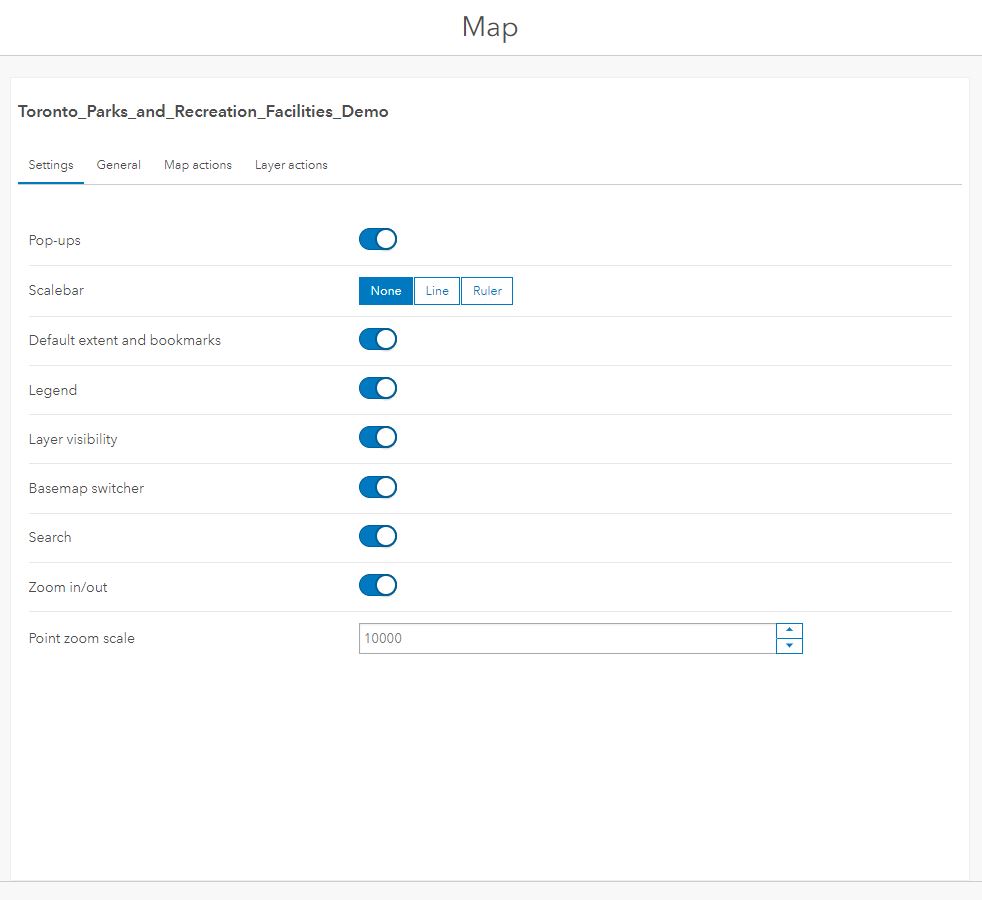 Map
Toronto_Parks_and_Recreation_Facilities_Demo
Settings General Map actions Layer actions
Pop-ups
Scalebar None Line Ruler
Default extent and bookmarks
Legend
Layer visibility
Basemap switcher
Search
Zoom in/out
Point zoom scale 10000